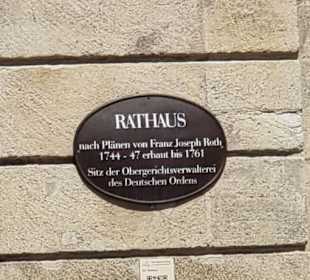 RATHAUS
nach Plänen von Franz Joseph Roth
1744 - 47 erbaut bis 1761
Sitz der Obergerichtsverwalterei
des Deutschen Ordens